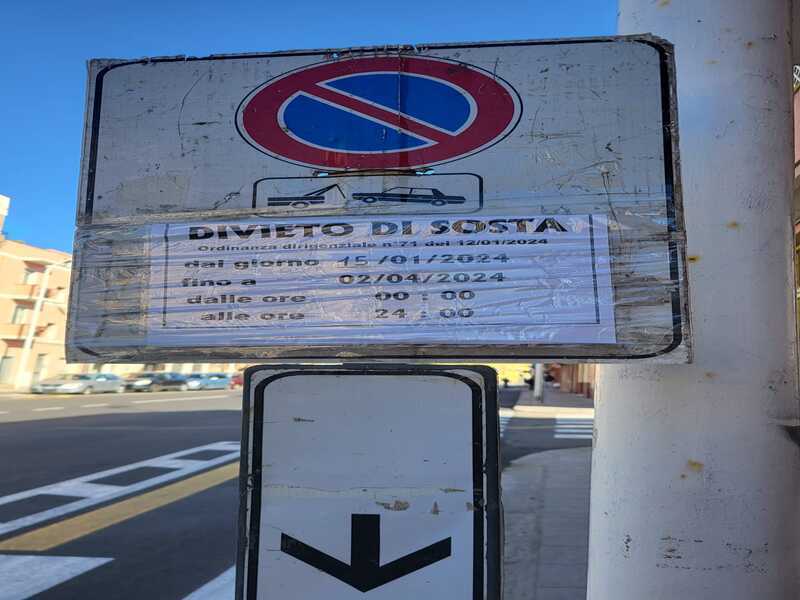 DIVIETO DI SOSTA
Ordinanza dirigenziale n°71 del 12/01/2024
dal giorno 15/01/2024
fino a 02/04/2024
dalle ore 00 : 00
alle ore 24 : 00